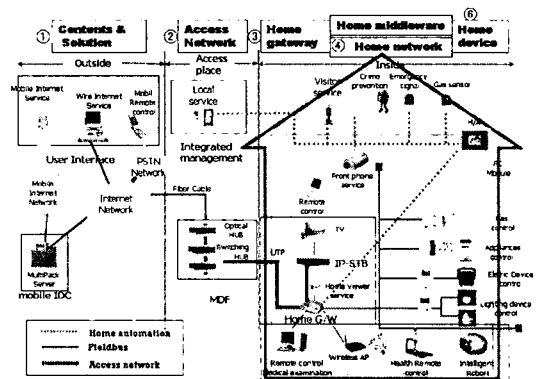 ① Contents & Solution
② Access Network
③ Home gateway
Home middleware
④ Home network
⑥ Home device
Outside
Access place
Inside
Mobile Internet Service
Wire Internet Service
Mobil Remote control
Local service
Visitor service
Crime prevention
Emergency
Gas sensor
User Interface
PSTN Network
Integrated management
Front phone service
Module
Mobile Internet Network
Internet Network
Fibor Cable
Remote control
Optical HUB
Switching HUB
UTP
TV
IP-STB
Gas control
Appliances control
MultiPack Server
mobile IDC
MDF
Home viewer service
Home G/W
Eletric Device control
Lighting device control
Home automation
Fieldbus
Access network
Remote control
Medical examination
Wireless AP
Health Remote control
Intelligent Robot